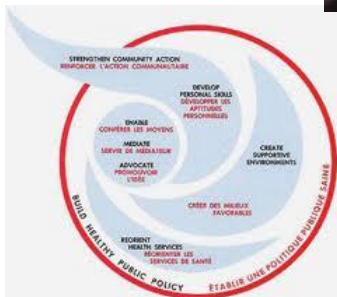 STRENGTHEN COMMUNITY ACTION
RENFORCER L'ACTION COMMUNAUTAIRE
DEVELOP
PERSONAL SKILLS
DÉVELOPPER LES
APTITUDES
PERSONNELLES
ENABLE
CONFÉRER LES MOYENS
MEDIATE
SERVIR DE MÉDIATEUR
ADVOCATE
PROMOUVOIR
L'IDÉE
CREATE
SUPPORTIVE
ENVIRONMENTS
CRÉER DES MILIEUX
FAVORABLES
REORIENT
HEALTH SERVICES
RÉORIENTER LES
SERVICES DE SANTÉ
BUILD HEALTHY PUBLIC POLICY
ÉTABLIR UNE POLITIQUE PUBLIQUE SAINE